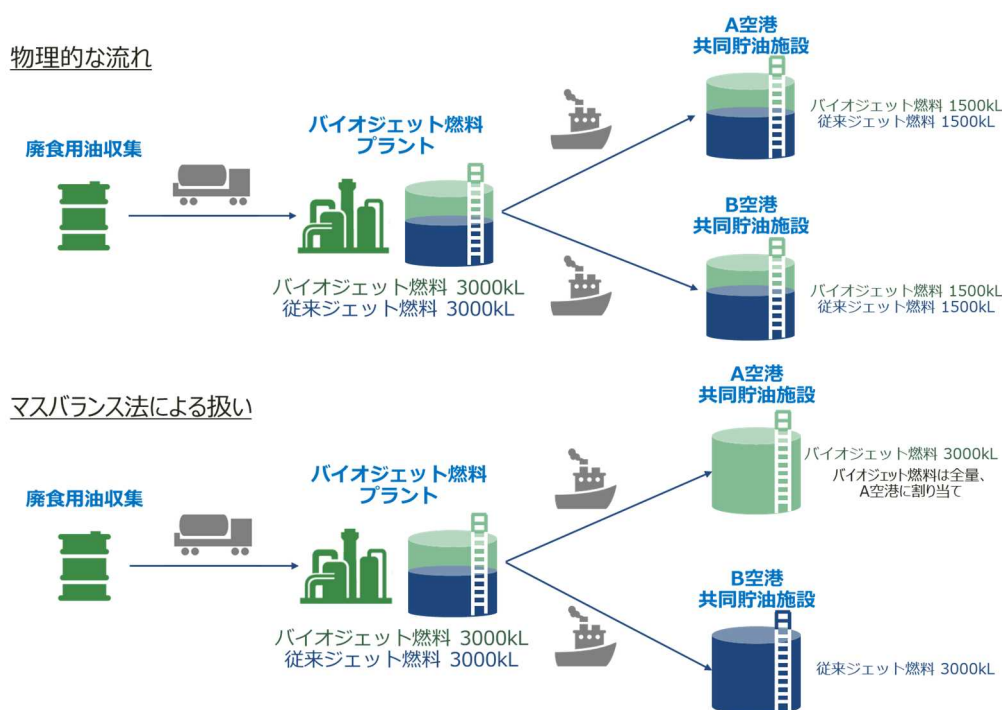 物理的な流れ
廃食用油収集
バイオジェット燃料
プラント
バイオジェット燃料 3000kL
従来ジェット燃料 3000kL
A空港
共同貯油施設
バイオジェット燃料 1500kL
従来ジェット燃料 1500kL
B空港
共同貯油施設
バイオジェット燃料 1500kL
従来ジェット燃料 1500kL
マスバランス法による扱い
廃食用油収集
バイオジェット燃料
プラント
バイオジェット燃料 3000kL
従来ジェット燃料 3000kL
A空港
共同貯油施設
バイオジェット燃料 3000kL
バイオジェット燃料は全量、
A空港に割り当て
B空港
共同貯油施設
従来ジェット燃料 3000kL